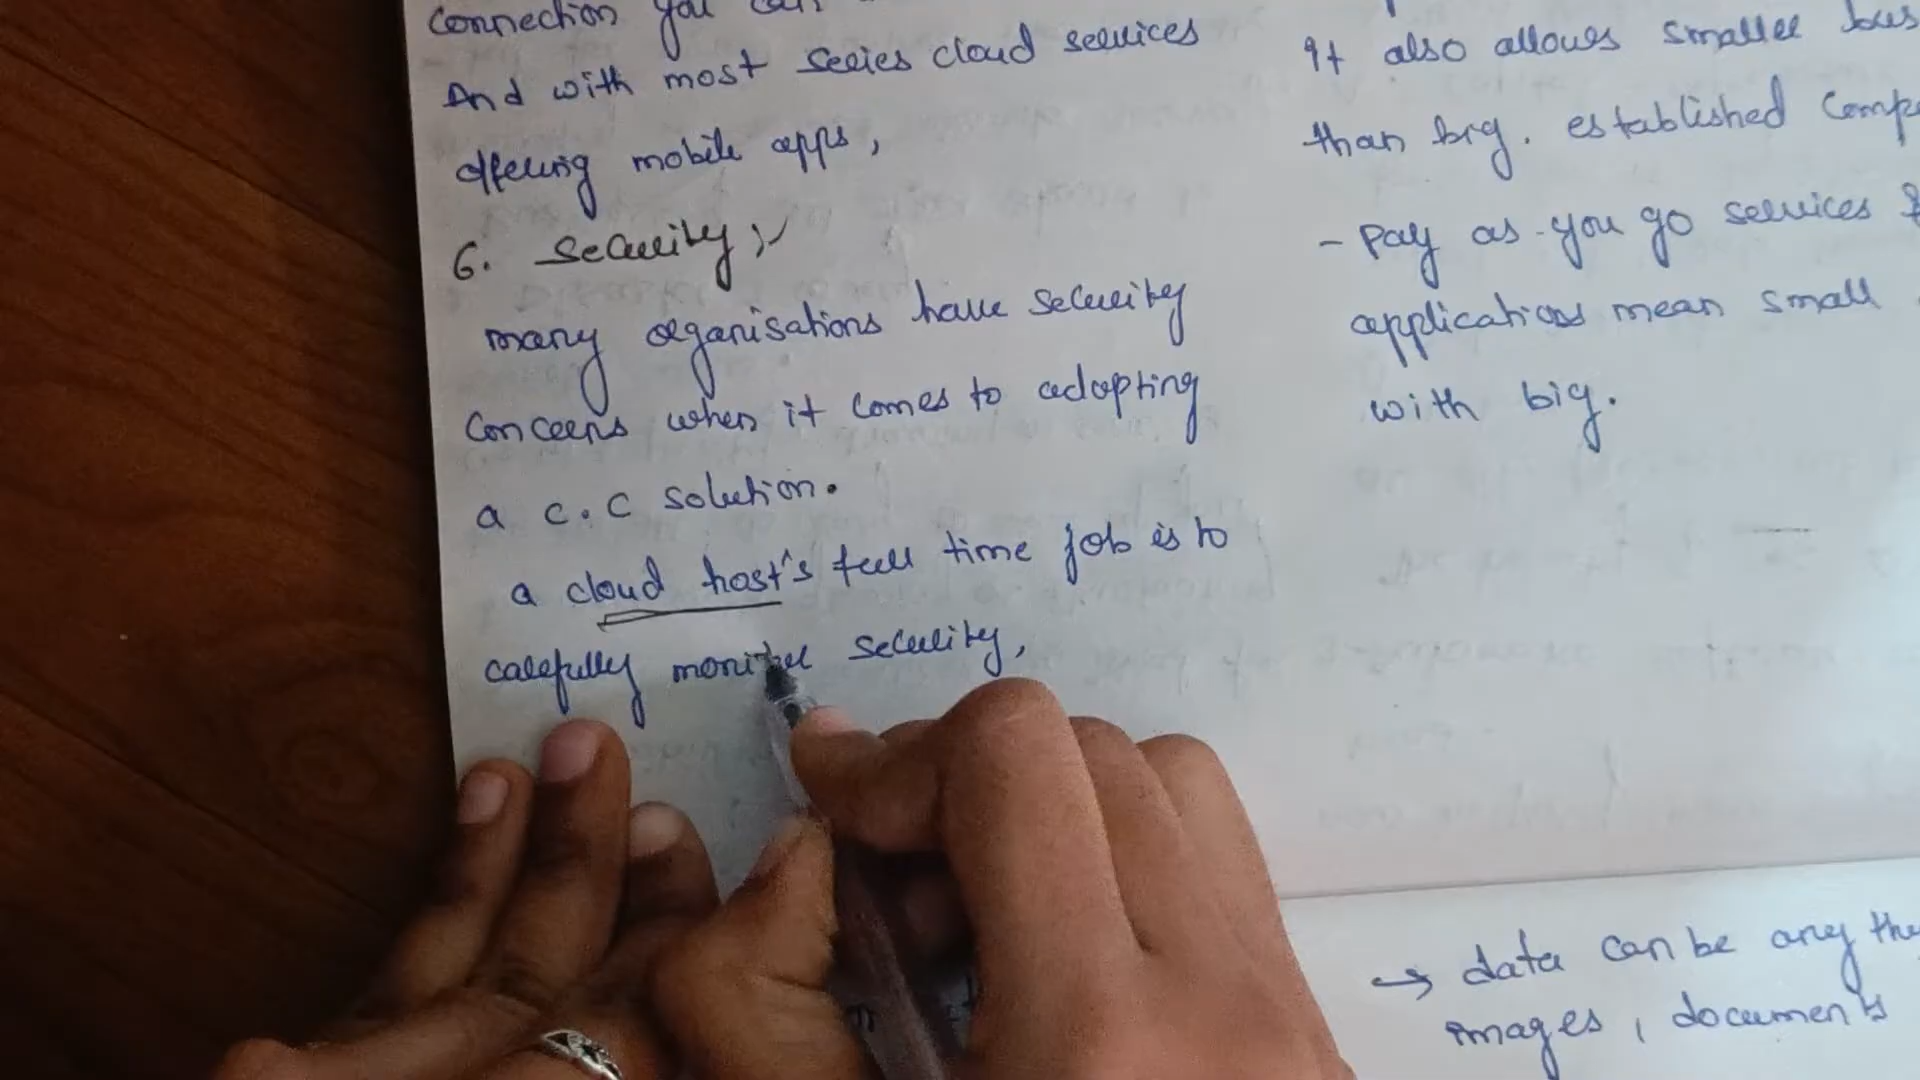 connection you can
And with most series cloud services
offering mobile apps,
6. Security:-
many organisations have security
concerns when it comes to adopting
a c.c solution.
a cloud host's full time job is to
carefully monitor security,
It also allows smaller
than big. established
- pay as-you go services
applications mean small
with big.
→ data can be any
images, documents